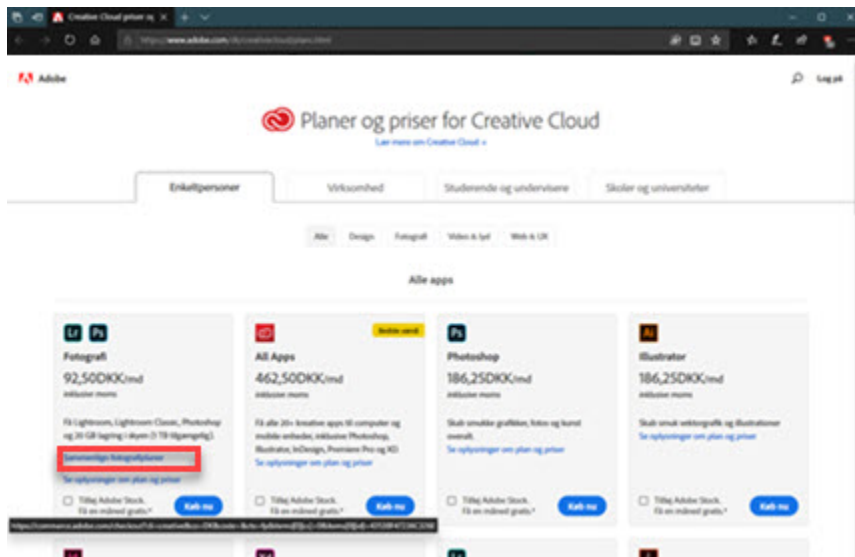 Creative Cloud priser og
https://www.adobe.com/dk/creativecloud/plans.html
Adobe
Log på
Planer og priser for Creative Cloud
Lær mere om Creative Cloud »
Enkeltpersoner
Virksomhed
Studerende og undervisere
Skoler og universiteter
Alle
Design
Fotografi
Video & lyd
Web & UX
Alle apps
Lr Ps
Fotografi
92,50DKK/md
inklusive moms
Få Lightroom, Lightroom Classic, Photoshop
og 20 GB lagring i skyen (1 TB tilgængelig).
Sammenlign fotografiplaner
Se oplysninger om plan og priser
Tilføj Adobe Stock.
Få en måned gratis.*
Køb nu
Bedste værdi
All Apps
462,50DKK/md
inklusive moms
Få alle 20+ kreative apps til computer og
mobile enheder, inklusive Photoshop,
Illustrator, InDesign, Premiere Pro og XD.
Se oplysninger om plan og priser
Tilføj Adobe Stock.
Få en måned gratis.*
Køb nu
Ps
Photoshop
186,25DKK/md
inklusive moms
Skab smukke grafikker, fotos og kunst
overalt.
Se oplysninger om plan og priser
Tilføj Adobe Stock.
Få en måned gratis.*
Køb nu
Ai
Illustrator
186,25DKK/md
inklusive moms
Skab smuk vektorgrafik og illustrationer
Se oplysninger om plan og priser
Tilføj Adobe Stock.
Få en måned gratis.*
Køb nu